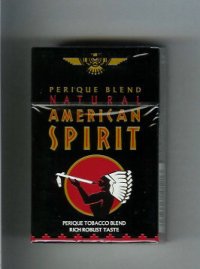 PERIQUE BLEND
NATURAL
AMERICAN
SPIRIT
PERIQUE TOBACCO BLEND
RICH ROBUST TASTE